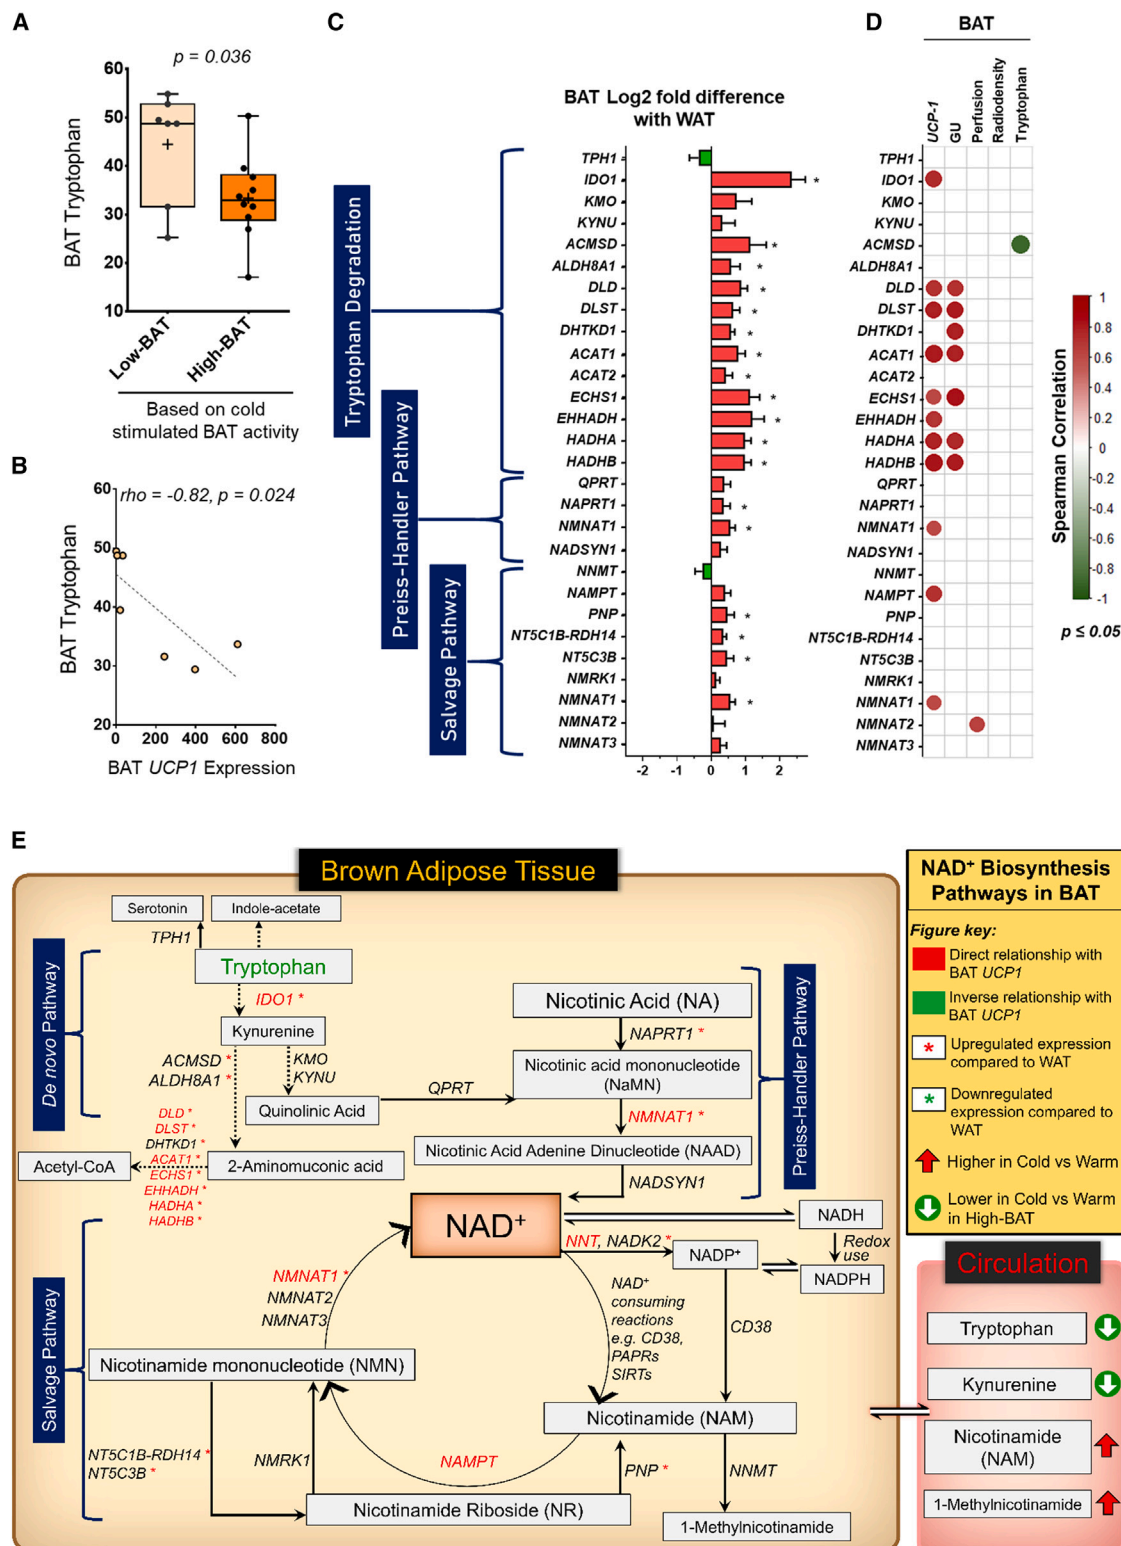 A
p = 0.036
BAT Tryptophan
60
50
40
30
20
10
Low-BAT
High-BAT
Based on cold
stimulated BAT activity
B
rho = -0.82, p = 0.024
BAT Tryptophan
60
50
40
30
20
0 200 400 600 800
BAT UCP1 Expression
C
BAT Log2 fold difference
with WAT
Tryptophan Degradation
Preiss-Handler Pathway
Salvage Pathway
TPH1
IDO1 *
KMO
KYNU
ACMSD *
ALDH8A1 *
DLD *
DLST *
DHTKD1 *
ACAT1 *
ACAT2 *
ECHS1 *
EHHADH *
HADHA *
HADHB *
QPRT
NAPRT1 *
NMNAT1 *
NADSYN1
NNMT
NAMPT
PNP *
NT5C1B-RDH14 *
NT5C3B *
NMRK1
NMNAT1 *
NMNAT2
NMNAT3
-2 -1 0 1 2
D
BAT
UCP-1
GU
Perfusion
Radiodensity
Tryptophan
TPH1
IDO1
KMO
KYNU
ACMSD
ALDH8A1
DLD
DLST
DHTKD1
ACAT1
ACAT2
ECHS1
EHHADH
HADHA
HADHB
QPRT
NAPRT1
NMNAT1
NADSYN1
NNMT
NAMPT
PNP
NT5C1B-RDH14
NT5C3B
NMRK1
NMNAT1
NMNAT2
NMNAT3
Spearman Correlation
1
0.8
0.6
0.4
0.2
0
-0.2
-0.4
-0.6
-0.8
-1
p ≤ 0.05
E
Brown Adipose Tissue
Serotonin
Indole-acetate
TPH1
Tryptophan
De novo Pathway
IDO1 *
Kynurenine
ACMSD *
ALDH8A1 *
KMO
KYNU
Quinolinic Acid
QPRT
DLD *
DLST *
DHTKD1 *
ACAT1 *
ECHS1 *
EHHADH *
HADHA *
HADHB *
Acetyl-CoA
2-Aminomuconic acid
Nicotinic Acid (NA)
NAPRT1 *
Nicotinic acid mononucleotide
(NaMN)
NMNAT1 *
Nicotinic Acid Adenine Dinucleotide (NAAD)
NADSYN1
Preiss-Handler Pathway
NAD+
NADH
NNT, NADK2 *
NADP+
Redox
use
NADPH
NMNAT1 *
NMNAT2
NMNAT3
NAD+
consuming
reactions
e.g. CD38,
PAPRs
SIRTs
CD38
Salvage Pathway
Nicotinamide mononucleotide (NMN)
Nicotinamide (NAM)
NT5C1B-RDH14 *
NT5C3B *
NMRK1
NAMPT
PNP *
NNMT
Nicotinamide Riboside (NR)
1-Methylnicotinamide
NAD+ Biosynthesis
Pathways in BAT
Figure key:
Direct relationship with
BAT UCP1
Inverse relationship with
BAT UCP1
* Upregulated expression
compared to WAT
* Downregulated
expression compared to
WAT
Higher in Cold vs Warm
Lower in Cold vs Warm
in High-BAT
Circulation
Tryptophan
Kynurenine
Nicotinamide
(NAM)
1-Methylnicotinamide